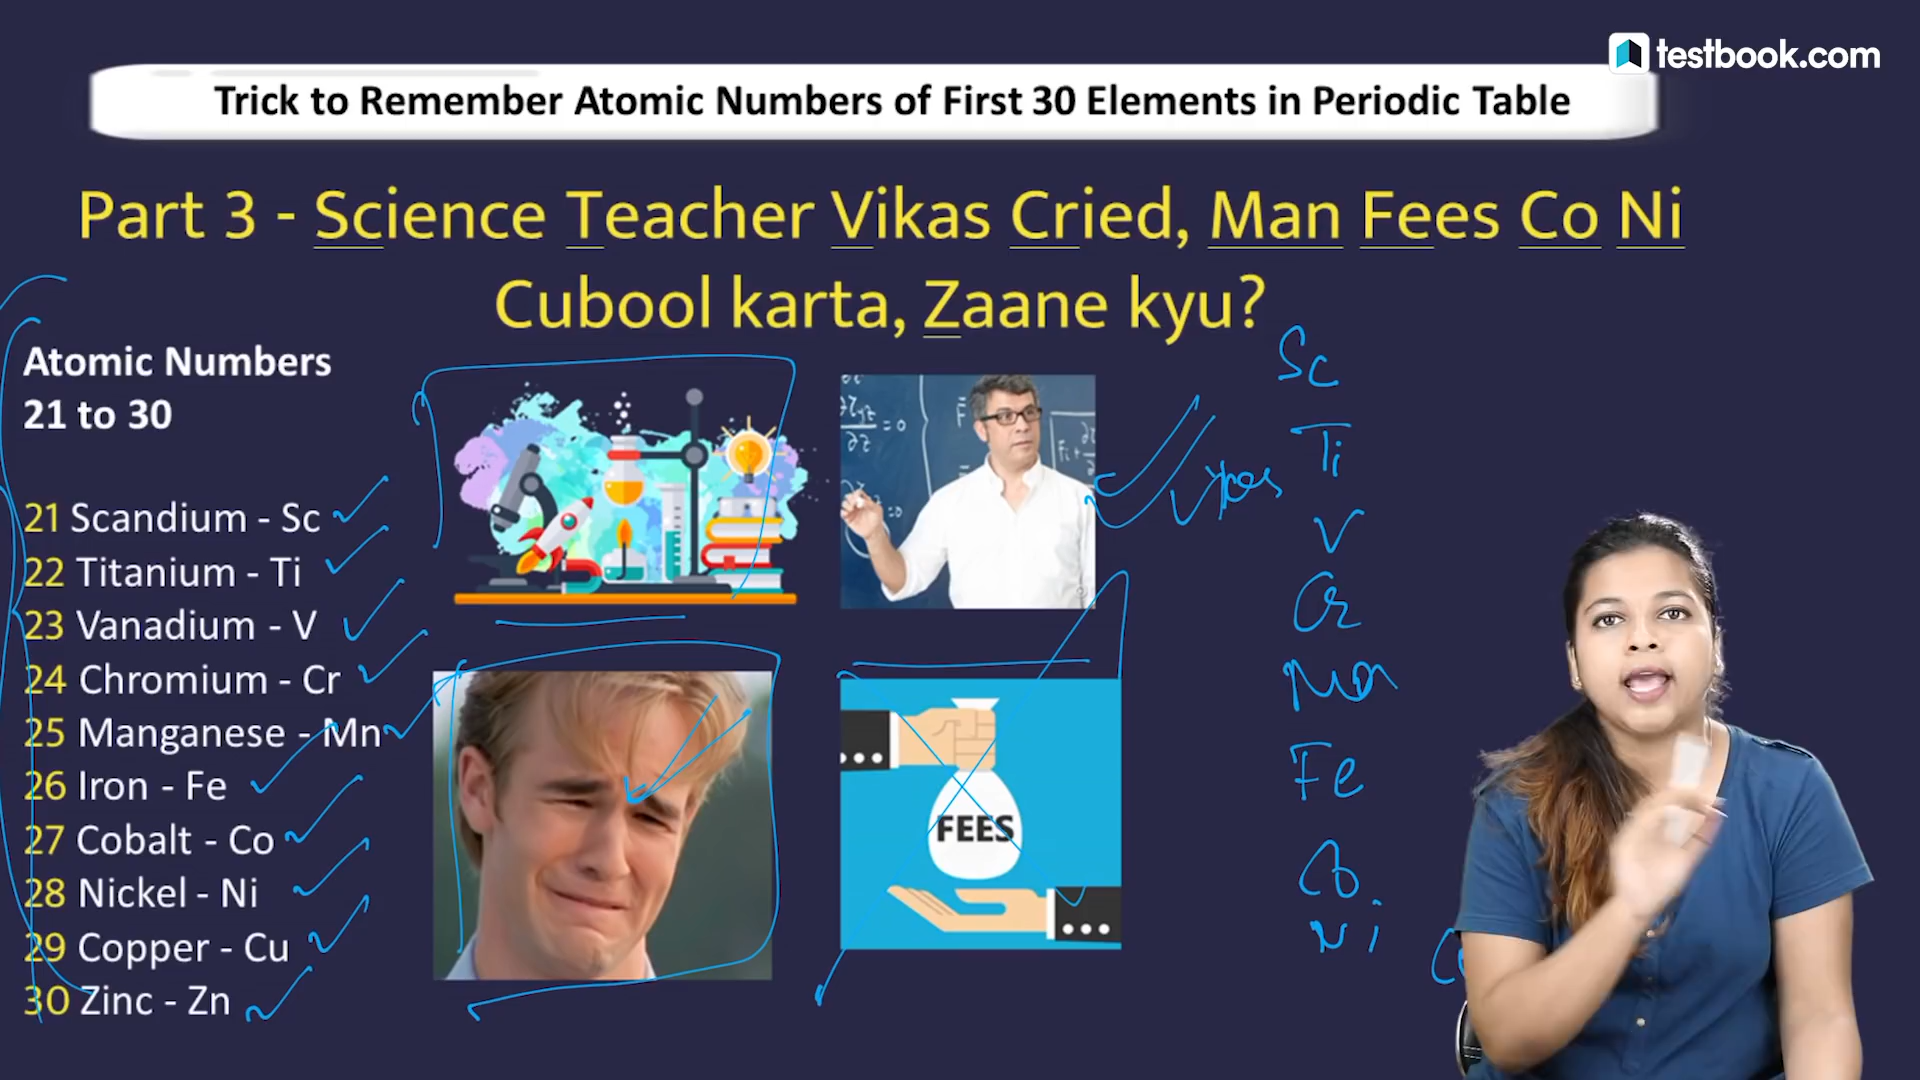 testbook.com
Trick to Remember Atomic Numbers of First 30 Elements in Periodic Table
Part 3 - Science Teacher Vikas Cried, Man Fees Co Ni
Cubool karta, Zaane kyu?
Atomic Numbers
21 to 30
21 Scandium - Sc
22 Titanium - Ti
23 Vanadium - V
24 Chromium - Cr
25 Manganese - Mn
26 Iron - Fe
27 Cobalt - Co
28 Nickel - Ni
29 Copper - Cu
30 Zinc - Zn
FEES
Vikas
Sc
Ti
V
Cr
Mn
Fe
Co
Ni